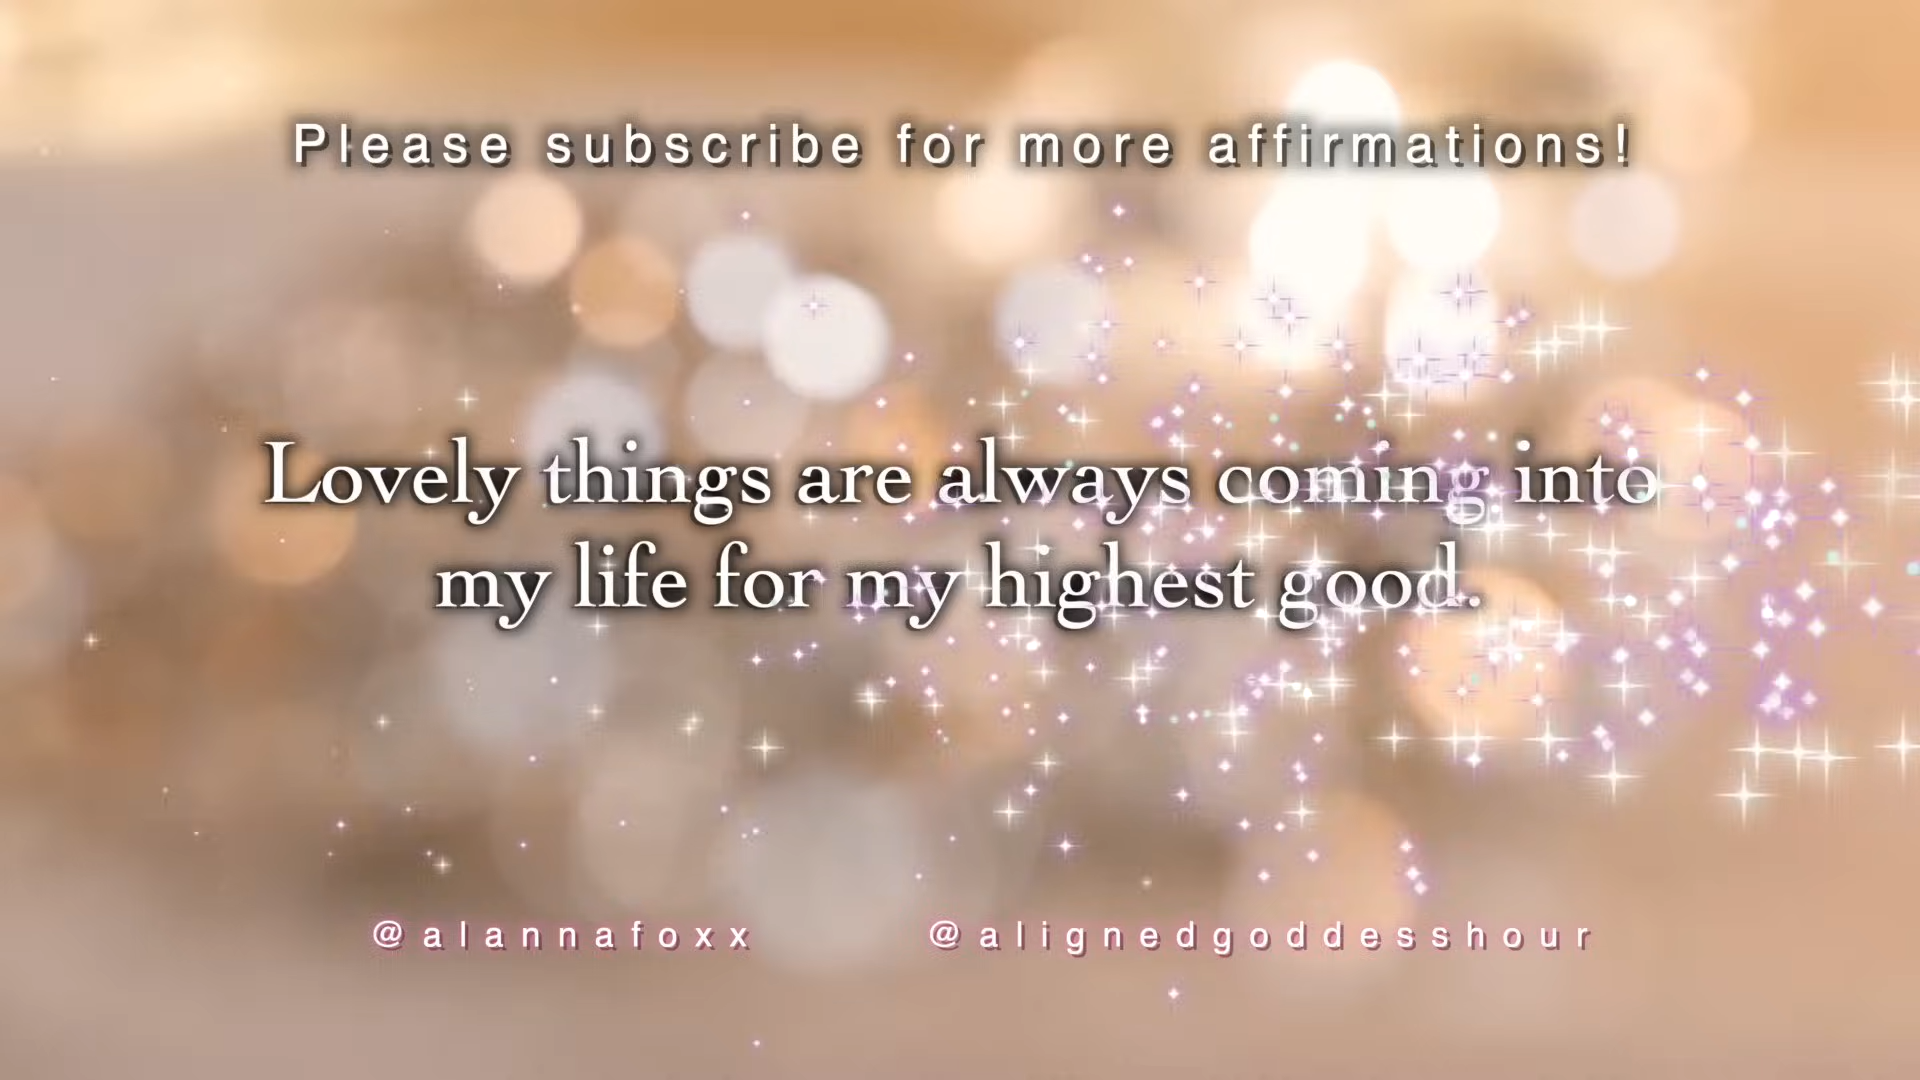 Please subscribe for more affirmations!
Lovely things are always coming into
my life for my highest good.
@alannafoxx @alignedgoddesshour